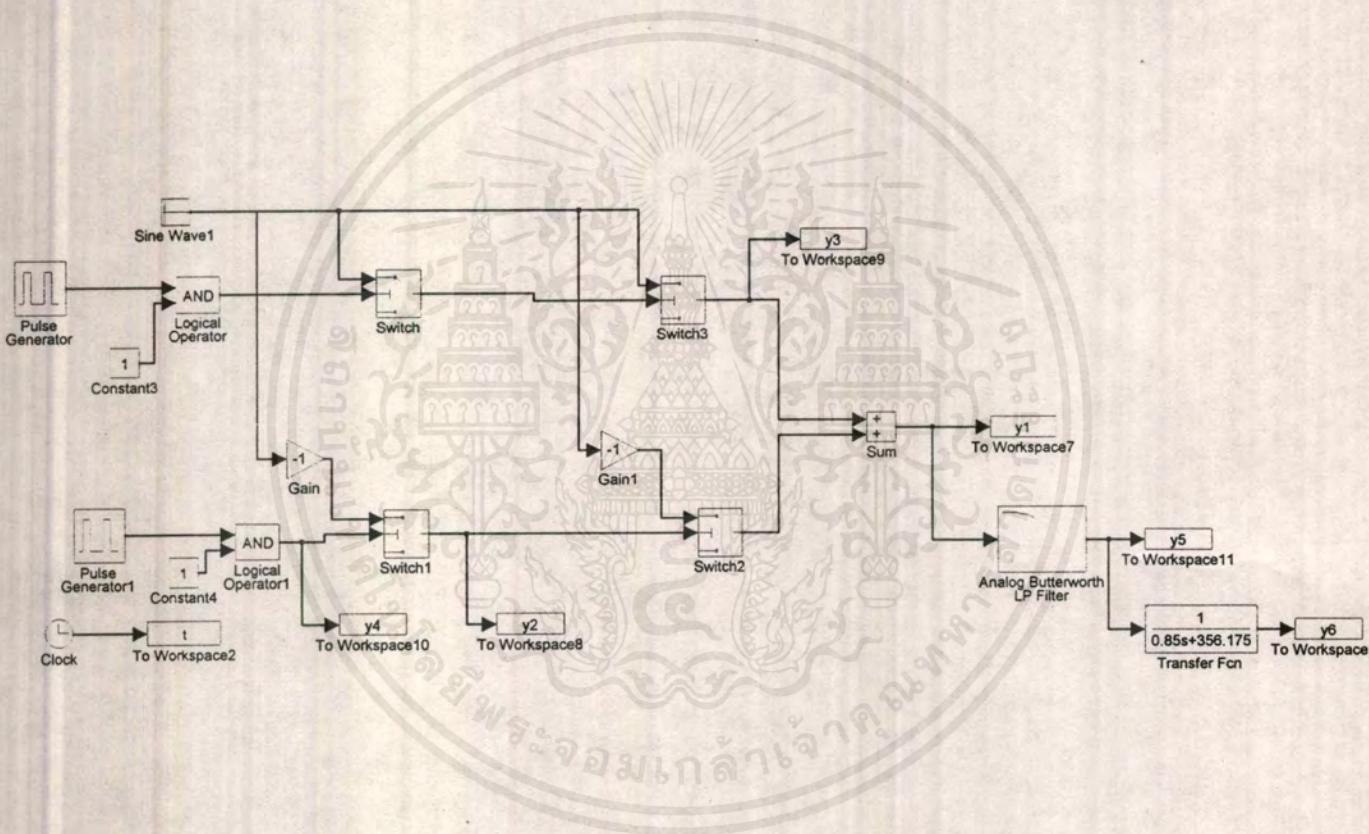 Sine Wave1
y3
To Workspace9
Pulse
Generator
AND
Logical
Operator
Switch
Switch3
1
Constant3
-1
Gain
-1
Gain1
+
+
Sum
y1
To Workspace7
Pulse
Generator1
1
Constant4
AND
Logical
Operator1
Switch1
Switch2
Analog Butterworth
LP Filter
y5
To Workspace11
Clock
t
To Workspace2
y4
To Workspace10
y2
To Workspace8
1
0.85s+356.175
Transfer Fcn
y6
To Workspace